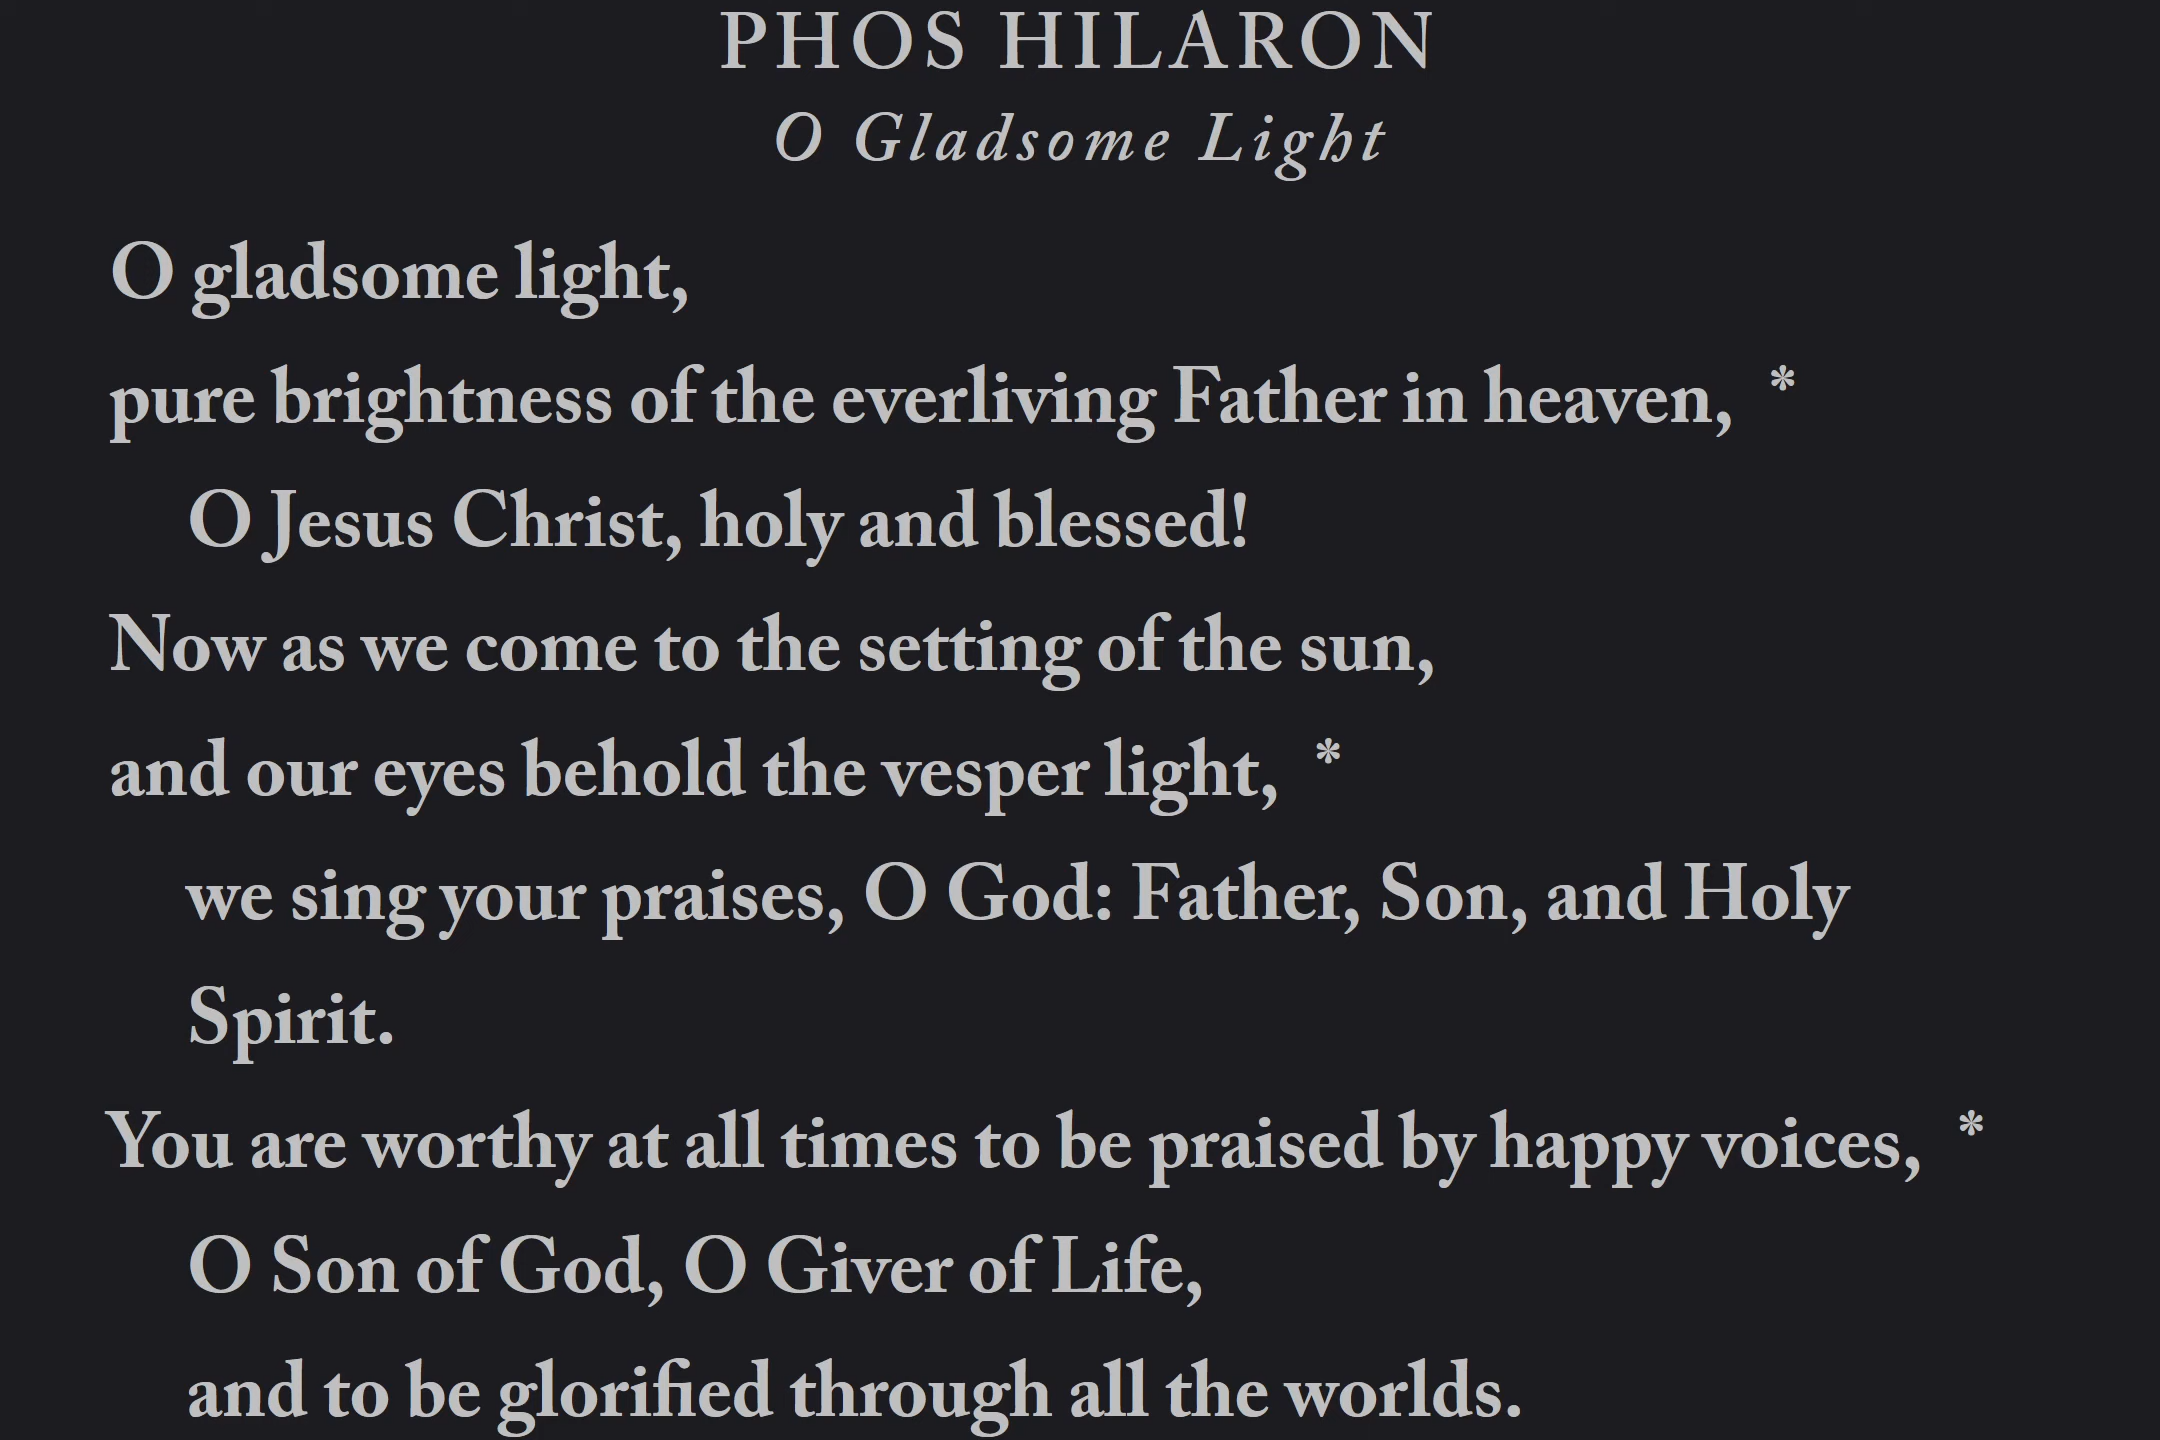 PHOS HILARON
O Gladsome Light
O gladsome light,
pure brightness of the everliving Father in heaven, *
O Jesus Christ, holy and blessed!
Now as we come to the setting of the sun,
and our eyes behold the vesper light, *
we sing your praises, O God: Father, Son, and Holy
Spirit.
You are worthy at all times to be praised by happy voices, *
O Son of God, O Giver of Life,
and to be glorified through all the worlds.